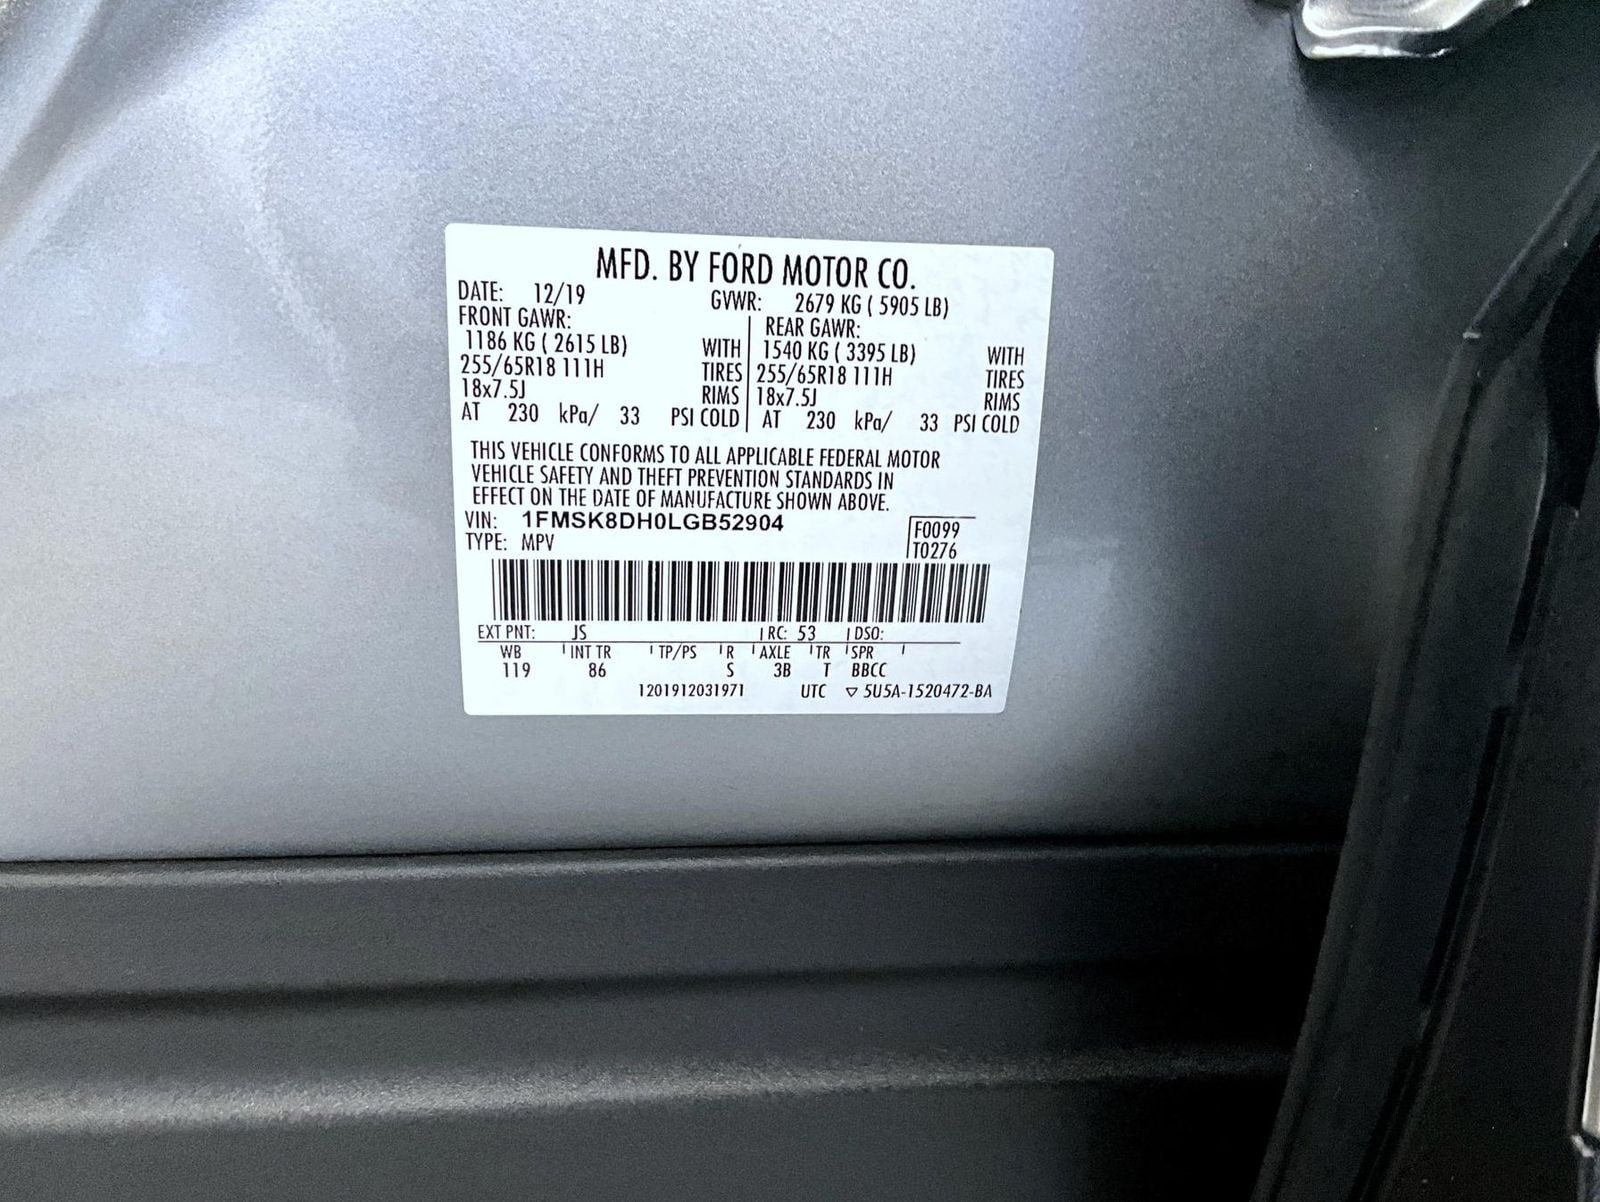 MFD. BY FORD MOTOR CO.
DATE: 12/19 GVWR: 2679 KG ( 5905 LB)
FRONT GAWR: REAR GAWR:
1186 KG ( 2615 LB) WITH 1540 KG ( 3395 LB) WITH
255/65R18 111H TIRES 255/65R18 111H TIRES
18x7.5J RIMS 18x7.5J RIMS
AT 230 kPa/ 33 PSI COLD AT 230 kPa/ 33 PSI COLD
THIS VEHICLE CONFORMS TO ALL APPLICABLE FEDERAL MOTOR
VEHICLE SAFETY AND THEFT PREVENTION STANDARDS IN
EFFECT ON THE DATE OF MANUFACTURE SHOWN ABOVE.
VIN: 1FMSK8DH0LGB52904 F0099
TYPE: MPV T0276
EXT PNT: JS RC: 53 DSO:
WB INT TR TP/PS R AXLE TR SPR
119 86 S 3B T BBCC
1201912031971 UTC ▽ 5U5A-1520472-BA